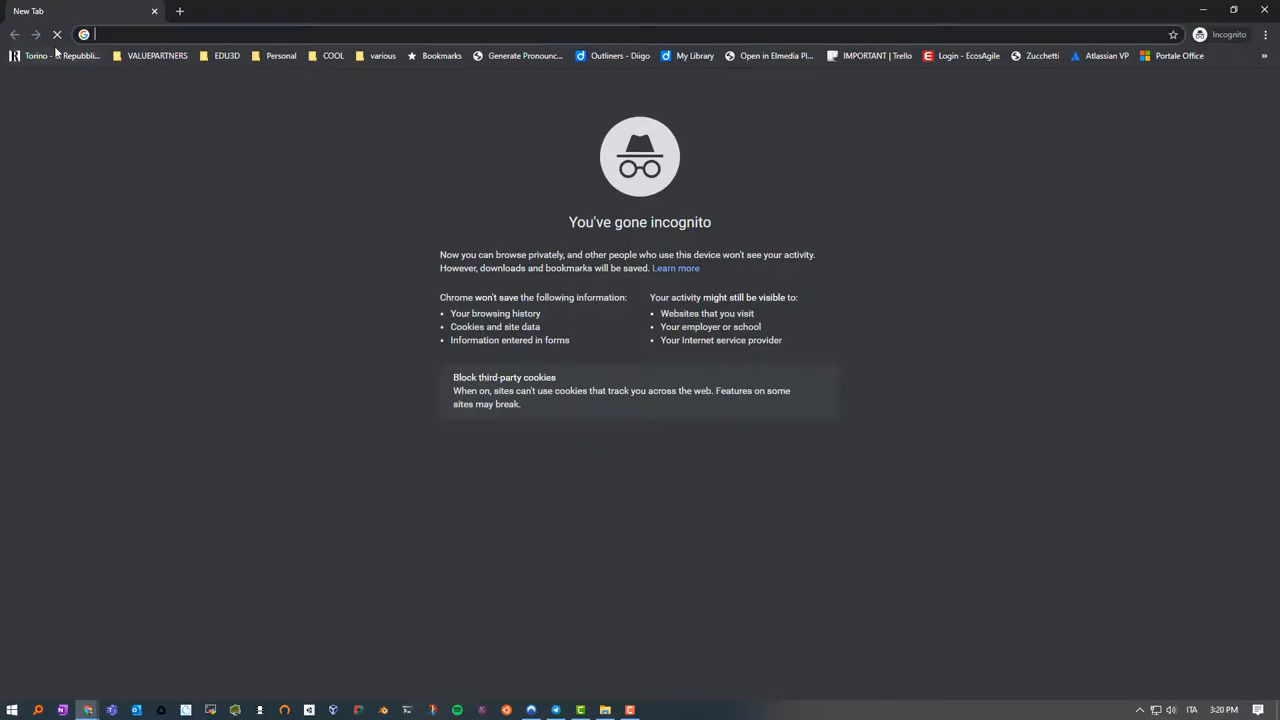 New Tab
Incognito
Torino - la Repubbli...
VALUEPARTNERS
EDU3D
Personal
COOL
various
Bookmarks
Generate Pronounc...
Outliners - Diigo
My Library
Open in Elmedia Pl...
IMPORTANT | Trello
Login - EcosAgile
Zucchetti
Atlassian VP
Portale Office
You've gone incognito
Now you can browse privately, and other people who use this device won't see your activity.
However, downloads and bookmarks will be saved. Learn more
Chrome won't save the following information:
• Your browsing history
• Cookies and site data
• Information entered in forms
Your activity might still be visible to:
• Websites that you visit
• Your employer or school
• Your Internet service provider
Block third-party cookies
When on, sites can't use cookies that track you across the web. Features on some
sites may break.
ITA
3:20 PM